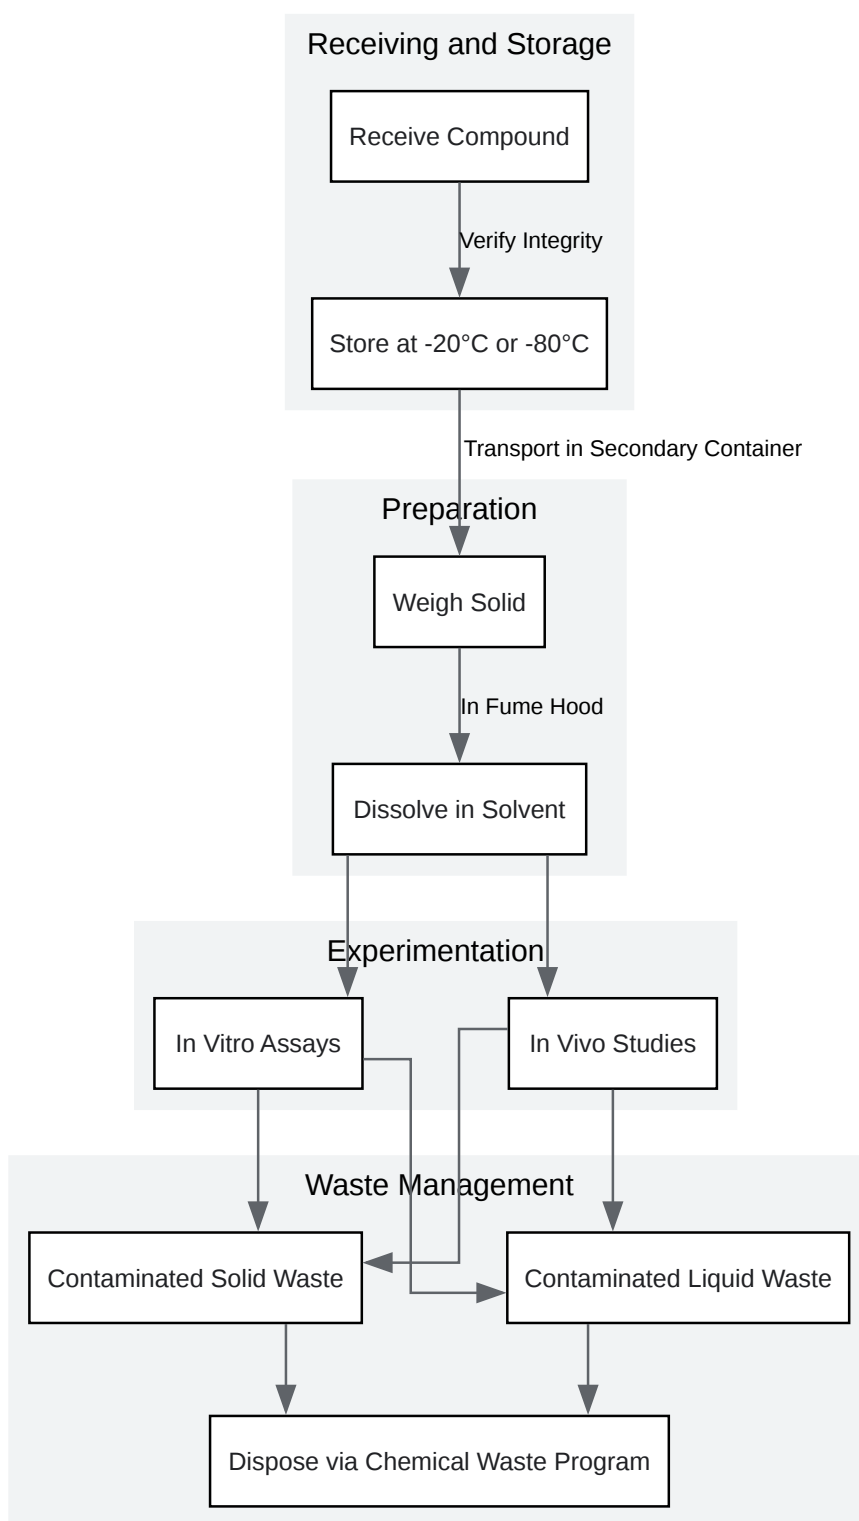 Receiving and Storage
Receive Compound
Verify Integrity
Store at -20°C or -80°C
Transport in Secondary Container
Preparation
Weigh Solid
In Fume Hood
Dissolve in Solvent
Experimentation
In Vitro Assays
In Vivo Studies
Waste Management
Contaminated Solid Waste
Contaminated Liquid Waste
Dispose via Chemical Waste Program